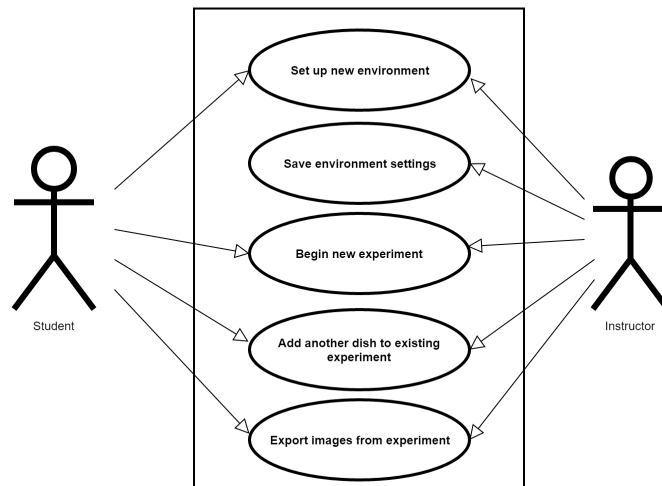 Set up new environment
Save environment settings
Begin new experiment
Student
Instructor
Add another dish to existing
experiment
Export images from experiment